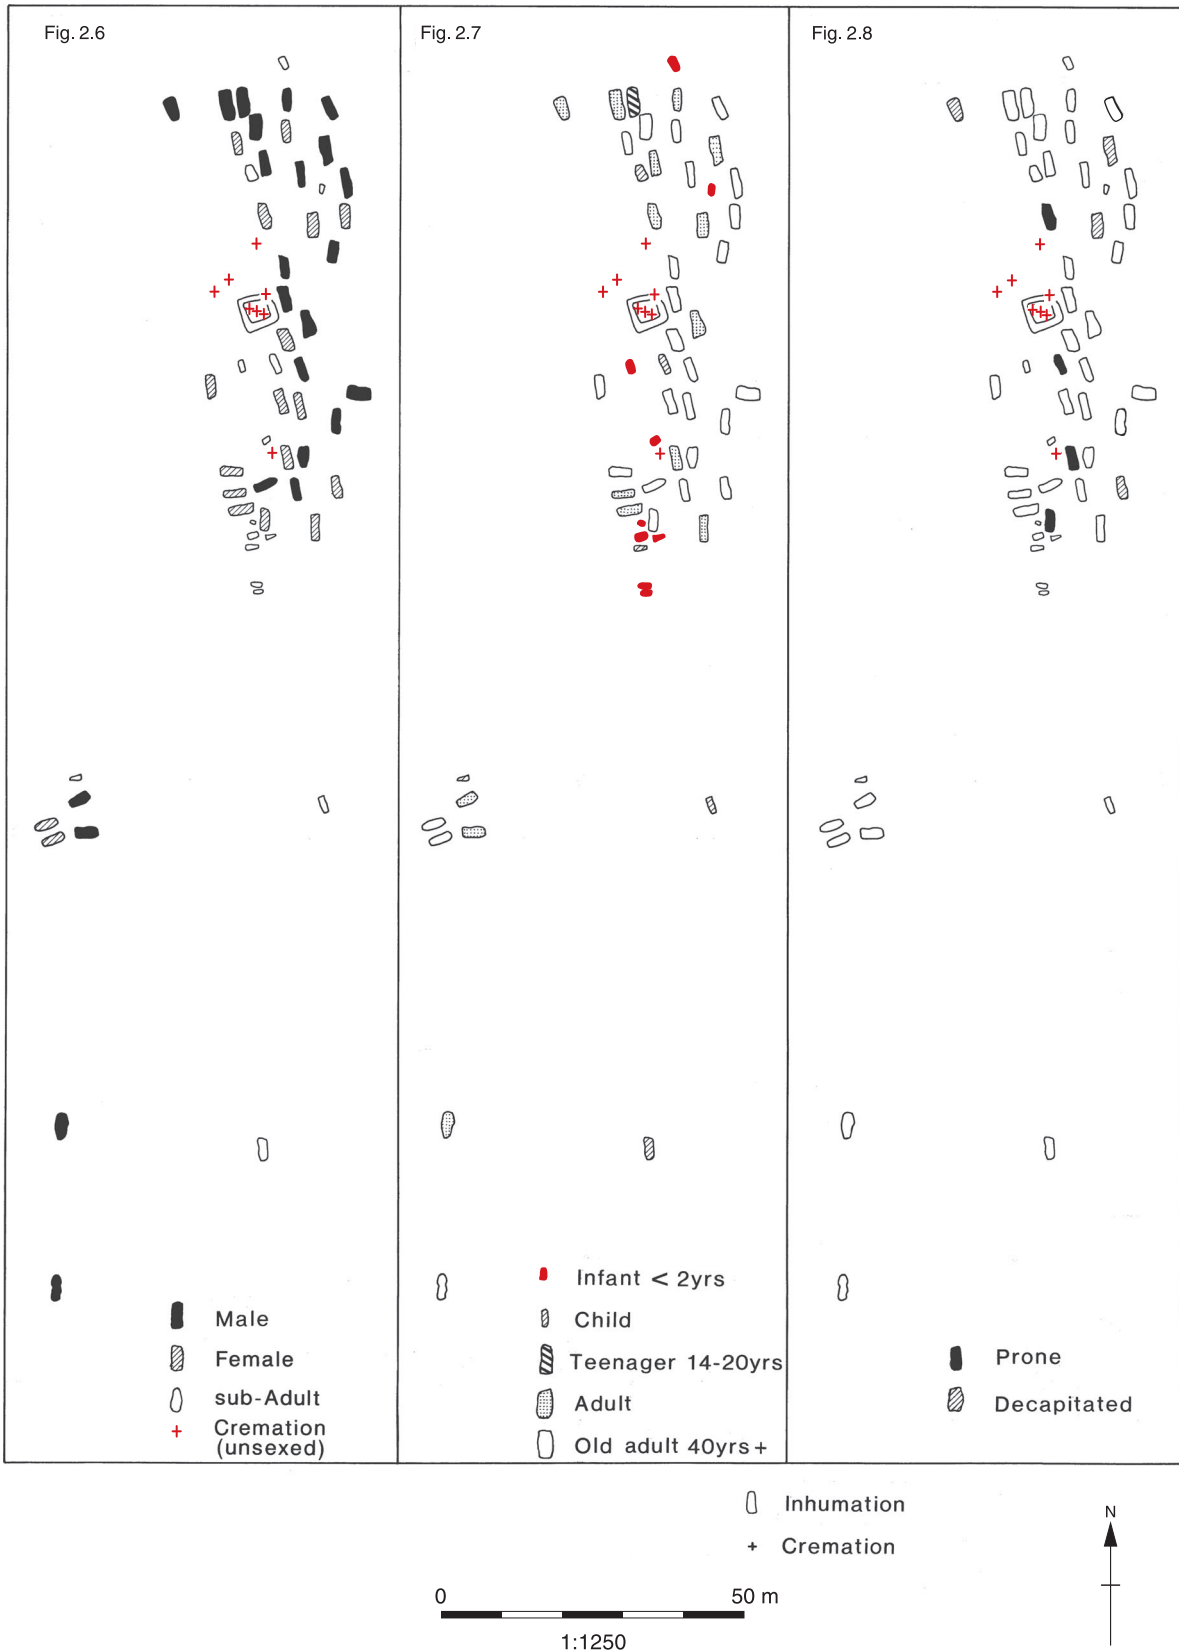 Fig. 2.6
Fig. 2.7
Fig. 2.8
Male
Female
sub-Adult
Cremation
(unsexed)
Infant < 2yrs
Child
Teenager 14-20yrs
Adult
Old adult 40yrs+
Prone
Decapitated
Inhumation
Cremation
N
0 50 m
1:1250